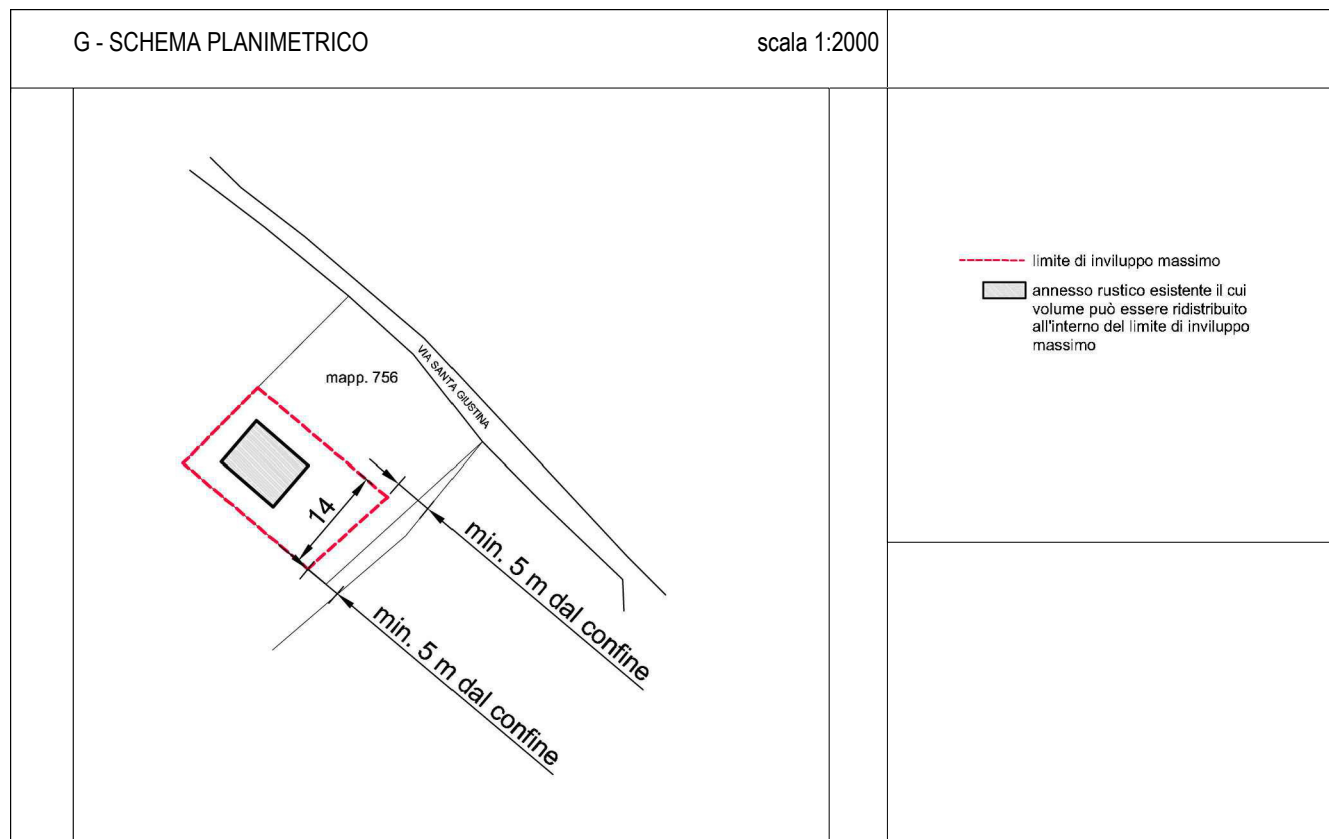 G - SCHEMA PLANIMETRICO
scala 1:2000
VIA SANTA GIUSTINA
mapp. 756
14
min. 5 m dal confine
min. 5 m dal confine
limite di inviluppo massimo
annesso rustico esistente il cui
volume può essere ridistribuito
all'interno del limite di inviluppo
massimo